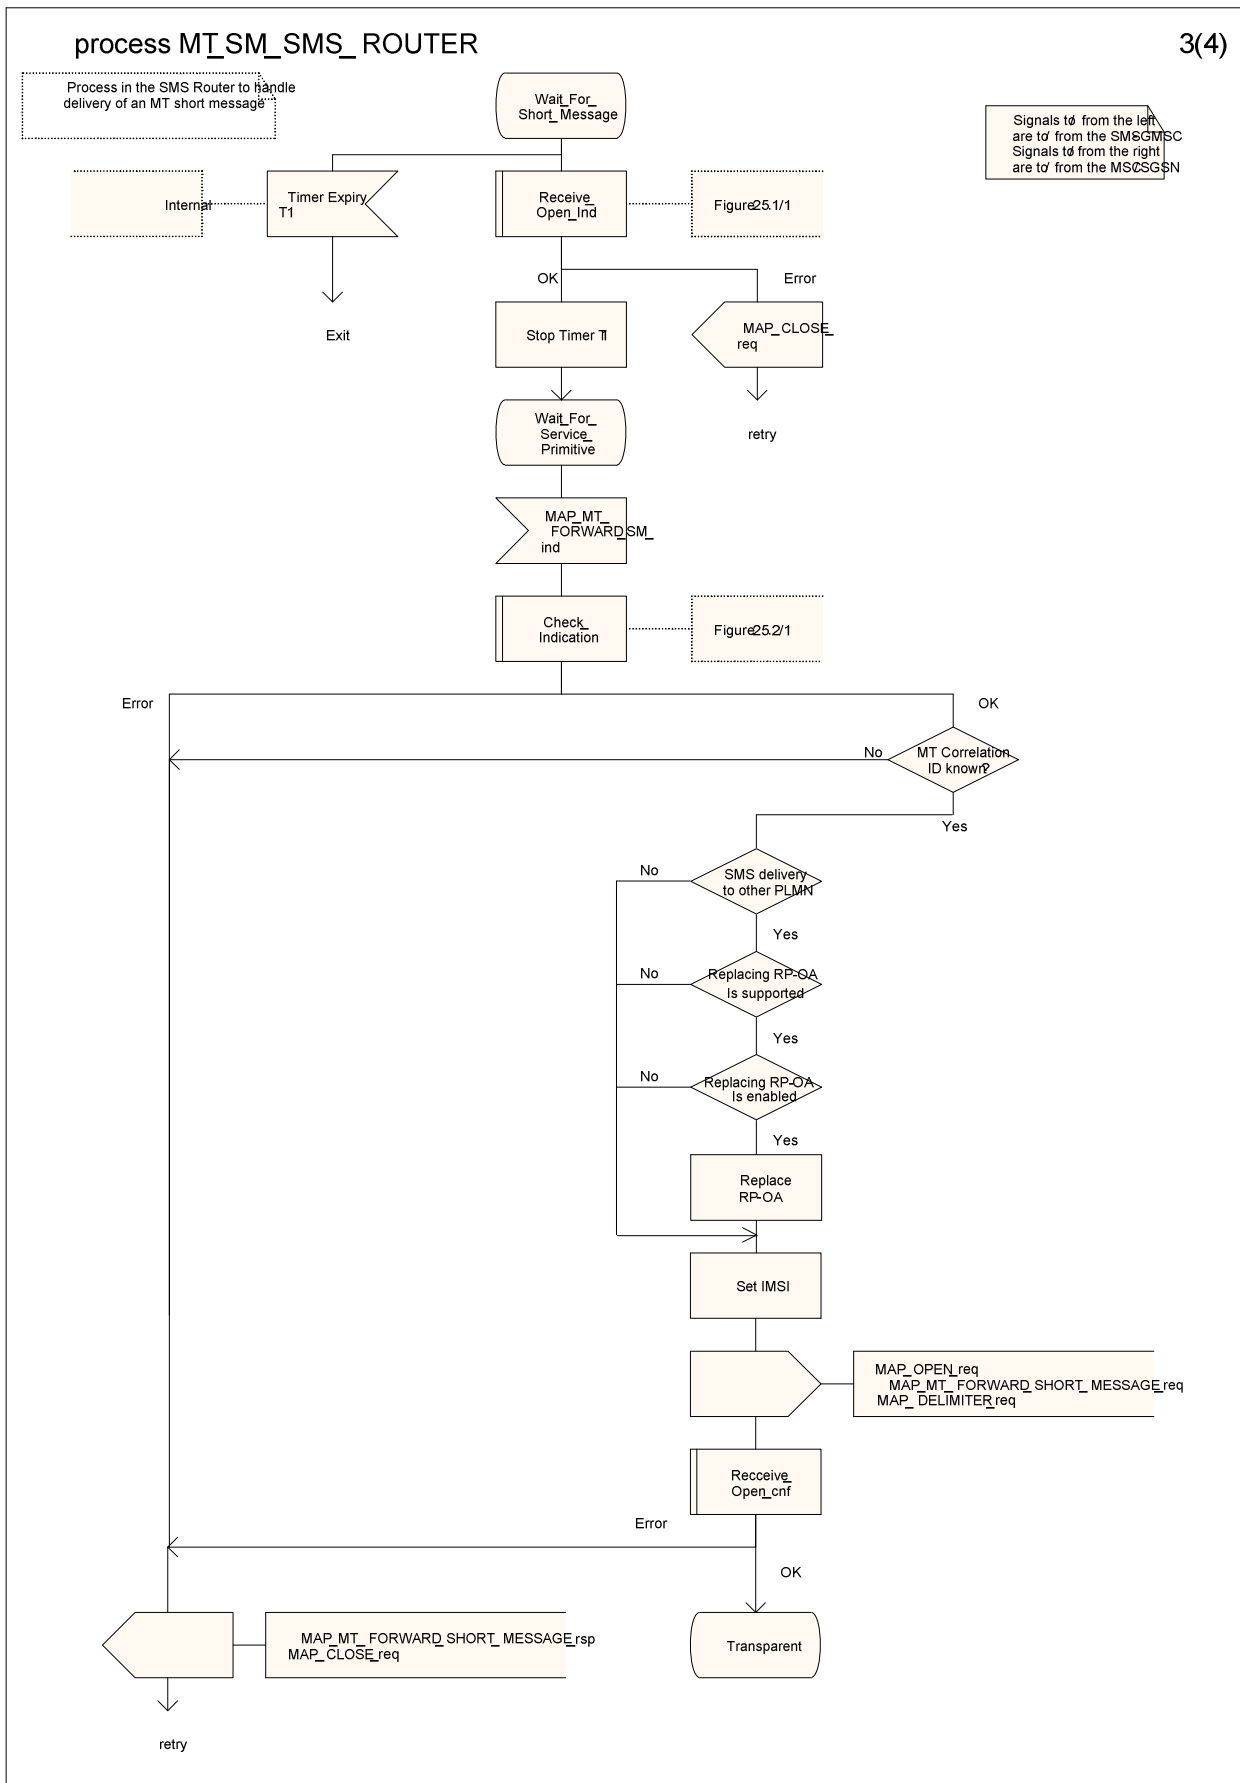 process MT_SM_SMS_ROUTER
3(4)
Process in the SMS Router to handle
delivery of an MT short message
Wait_For_
Short_Message
Signals to/ from the left
are to/ from the SMS-GMSC
Signals to/ from the right
are to/ from the MSC/SGSN
Internal
Timer Expiry
T1
Receive_
Open_Ind
Figure 25.1/1
OK
Error
Exit
Stop Timer T1
MAP_CLOSE_
req
Wait_For_
Service_
Primitive
retry
MAP_MT_
FORWARD_SM_
ind
Check_
Indication
Figure 25.2/1
Error
OK
No
MT Correlation
ID known?
Yes
No
SMS delivery
to other PLMN
Yes
No
Replacing RP-OA
Is supported
Yes
No
Replacing RP-OA
Is enabled
Yes
Replace
RP-OA
Set IMSI
MAP_OPEN_req
MAP_MT_FORWARD_SHORT_MESSAGE_req
MAP_DELIMITER_req
Recceive_
Open_cnf
Error
OK
MAP_MT_FORWARD_SHORT_MESSAGE_rsp
MAP_CLOSE_req
Transparent
retry